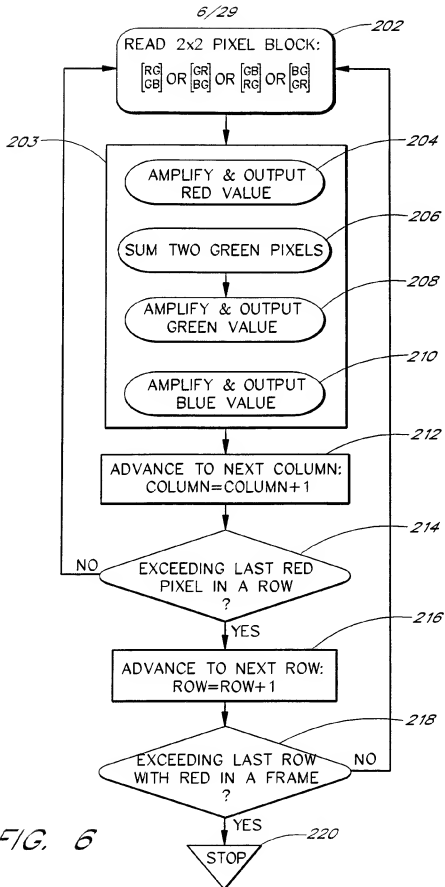 6/29
READ 2x2 PIXEL BLOCK:
202
[RG GB] OR [GR BG] OR [GB RG] OR [BG GR]
203
204
AMPLIFY & OUTPUT
RED VALUE
206
SUM TWO GREEN PIXELS
208
AMPLIFY & OUTPUT
GREEN VALUE
210
AMPLIFY & OUTPUT
BLUE VALUE
212
ADVANCE TO NEXT COLUMN:
COLUMN=COLUMN+1
214
NO
EXCEEDING LAST RED
PIXEL IN A ROW
?
YES
216
ADVANCE TO NEXT ROW:
ROW=ROW+1
218
EXCEEDING LAST ROW
WITH RED IN A FRAME
?
NO
YES
220
STOP
FIG. 6